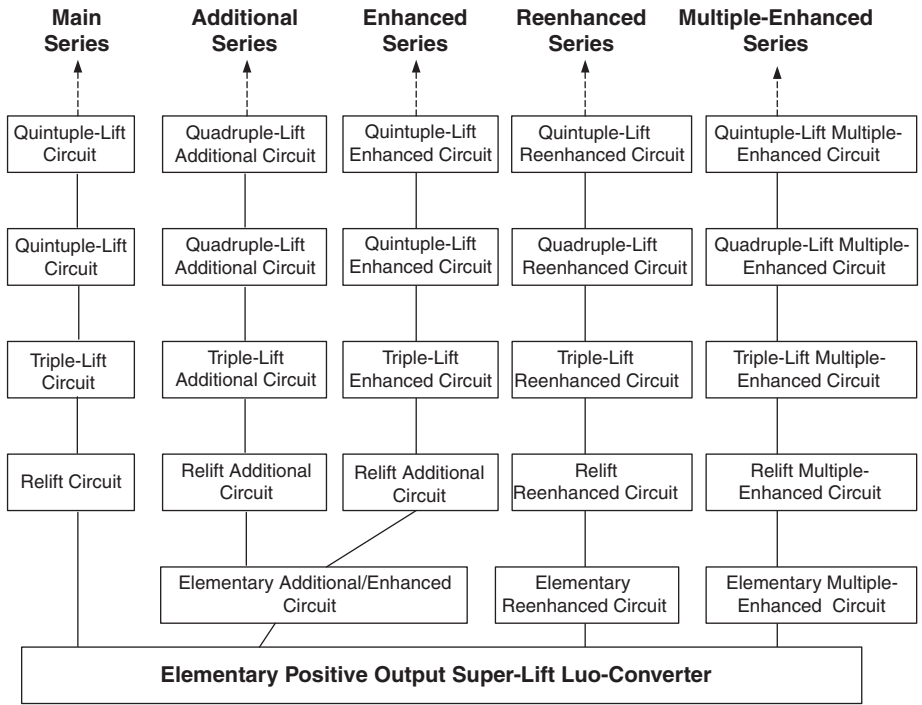 Main
Series
Additional
Series
Enhanced
Series
Reenhanced
Series
Multiple-Enhanced
Series
Quintuple-Lift
Circuit
Quadruple-Lift
Additional Circuit
Quintuple-Lift
Enhanced Circuit
Quintuple-Lift
Reenhanced Circuit
Quintuple-Lift Multiple-
Enhanced Circuit
Quintuple-Lift
Circuit
Quadruple-Lift
Additional Circuit
Quintuple-Lift
Enhanced Circuit
Quadruple-Lift
Reenhanced Circuit
Quadruple-Lift Multiple-
Enhanced Circuit
Triple-Lift
Circuit
Triple-Lift
Additional Circuit
Triple-Lift
Enhanced Circuit
Triple-Lift
Reenhanced Circuit
Triple-Lift Multiple-
Enhanced Circuit
Relift Circuit
Relift Additional
Circuit
Relift Additional
Circuit
Relift
Reenhanced Circuit
Relift Multiple-
Enhanced Circuit
Elementary Additional/Enhanced
Circuit
Elementary
Reenhanced Circuit
Elementary Multiple-
Enhanced Circuit
Elementary Positive Output Super-Lift Luo-Converter